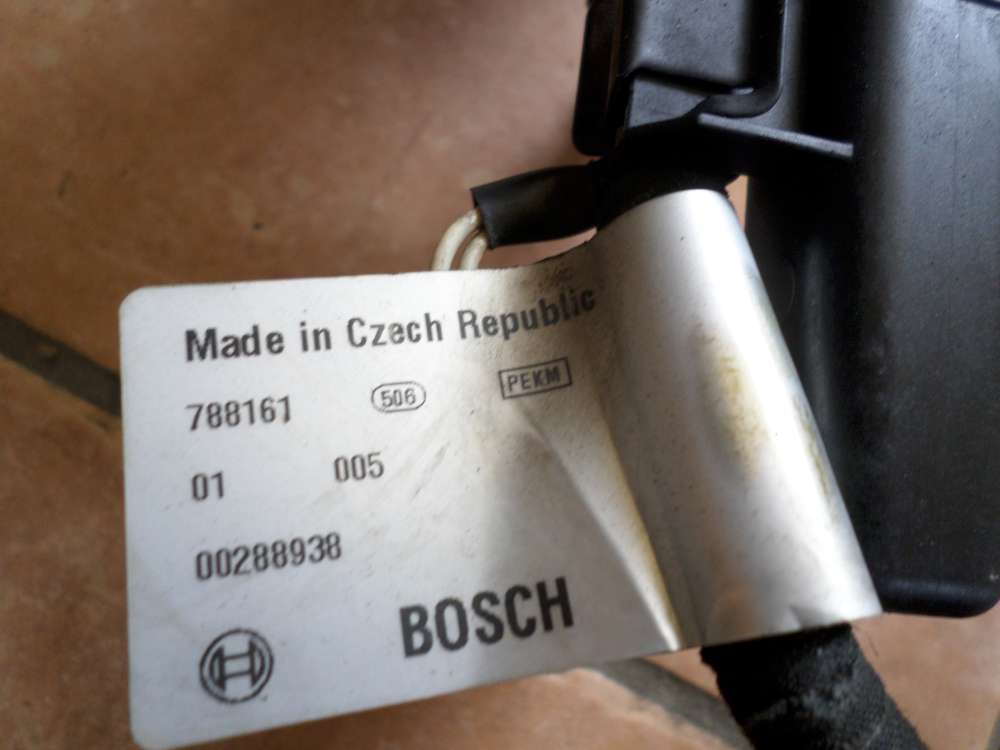 Made in Czech Republic
788161 506 PEKM
01 005
00288938
BOSCH